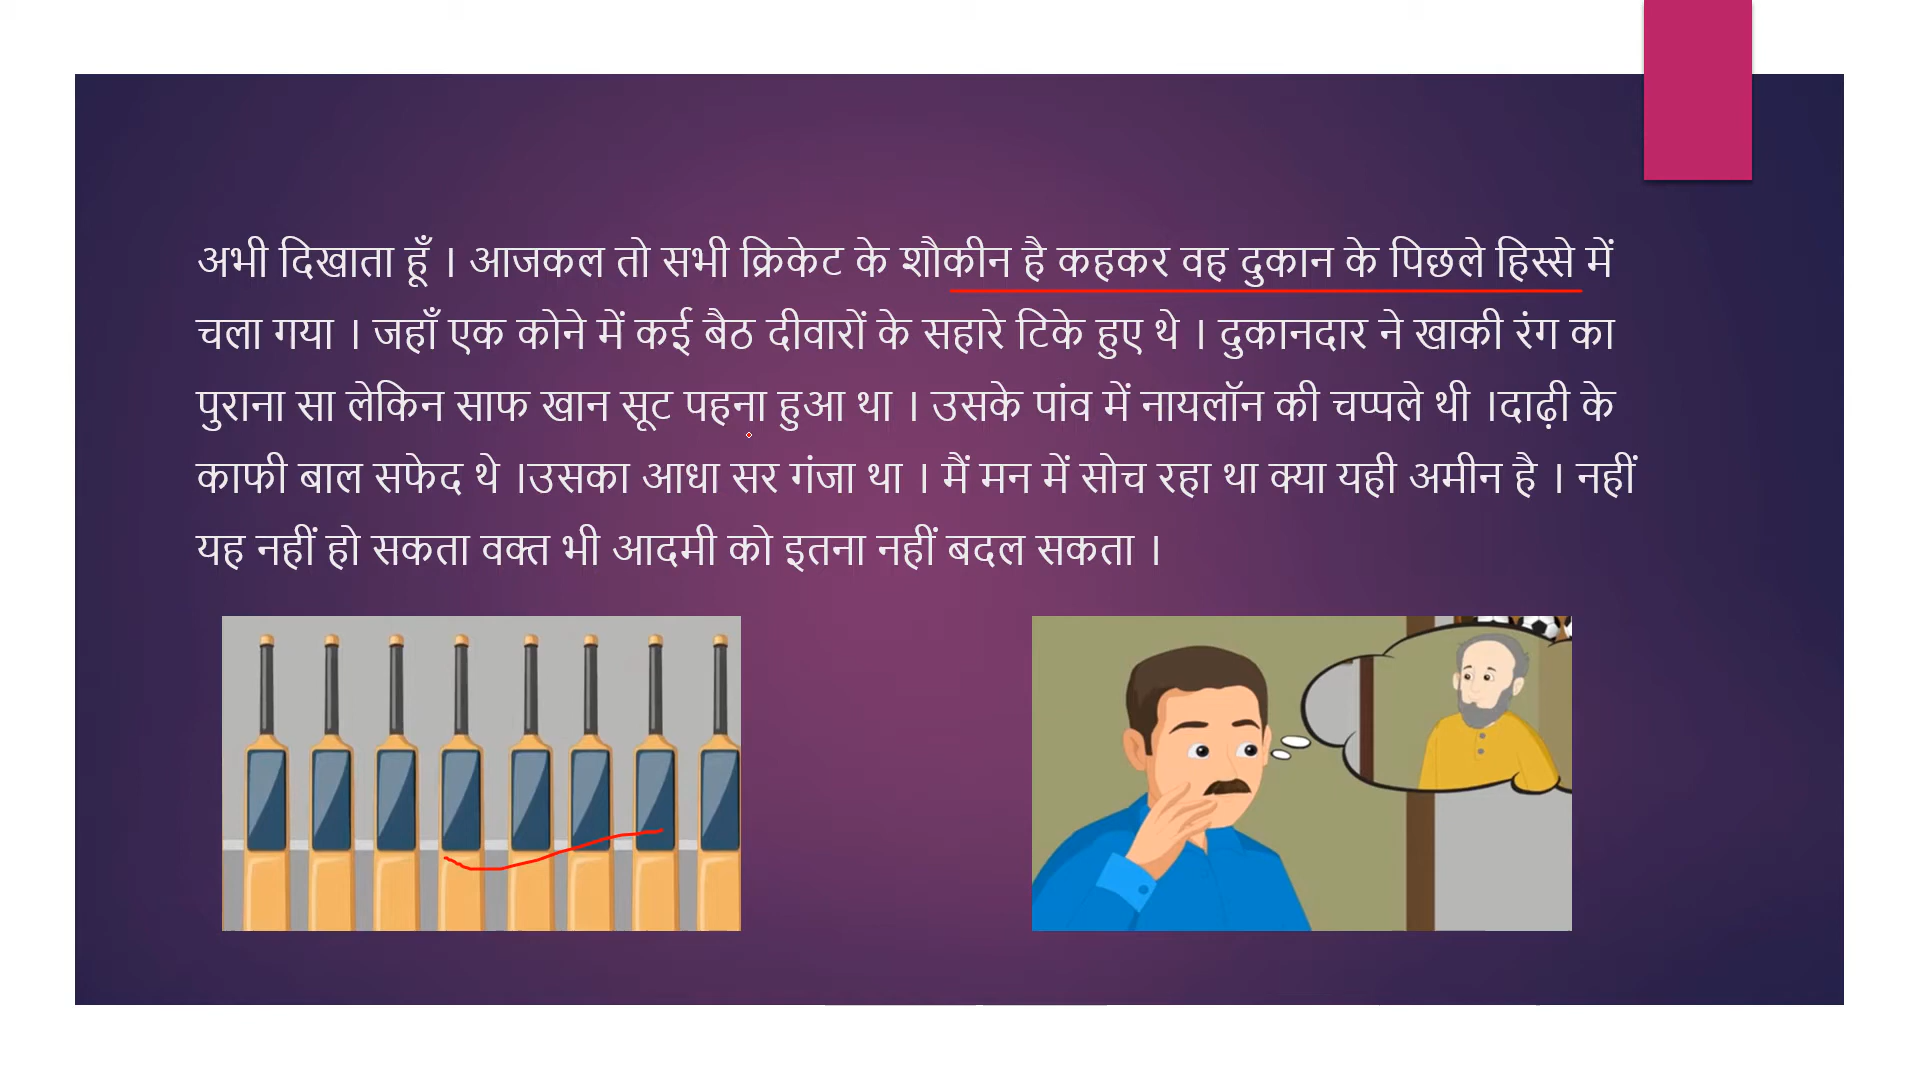 अभी दिखाता हूँ । आजकल तो सभी क्रिकेट के शौकीन है कहकर वह दुकान के पिछले हिस्से में
चला गया । जहाँ एक कोने में कई बैठ दीवारों के सहारे टिके हुए थे । दुकानदार ने खाकी रंग का
पुराना सा लेकिन साफ खान सूट पहना हुआ था । उसके पांव में नायलॉन की चप्पले थी ।दाढ़ी के
काफी बाल सफेद थे ।उसका आधा सर गंजा था । मैं मन में सोच रहा था क्या यही अमीन है । नहीं
यह नहीं हो सकता वक्त भी आदमी को इतना नहीं बदल सकता ।